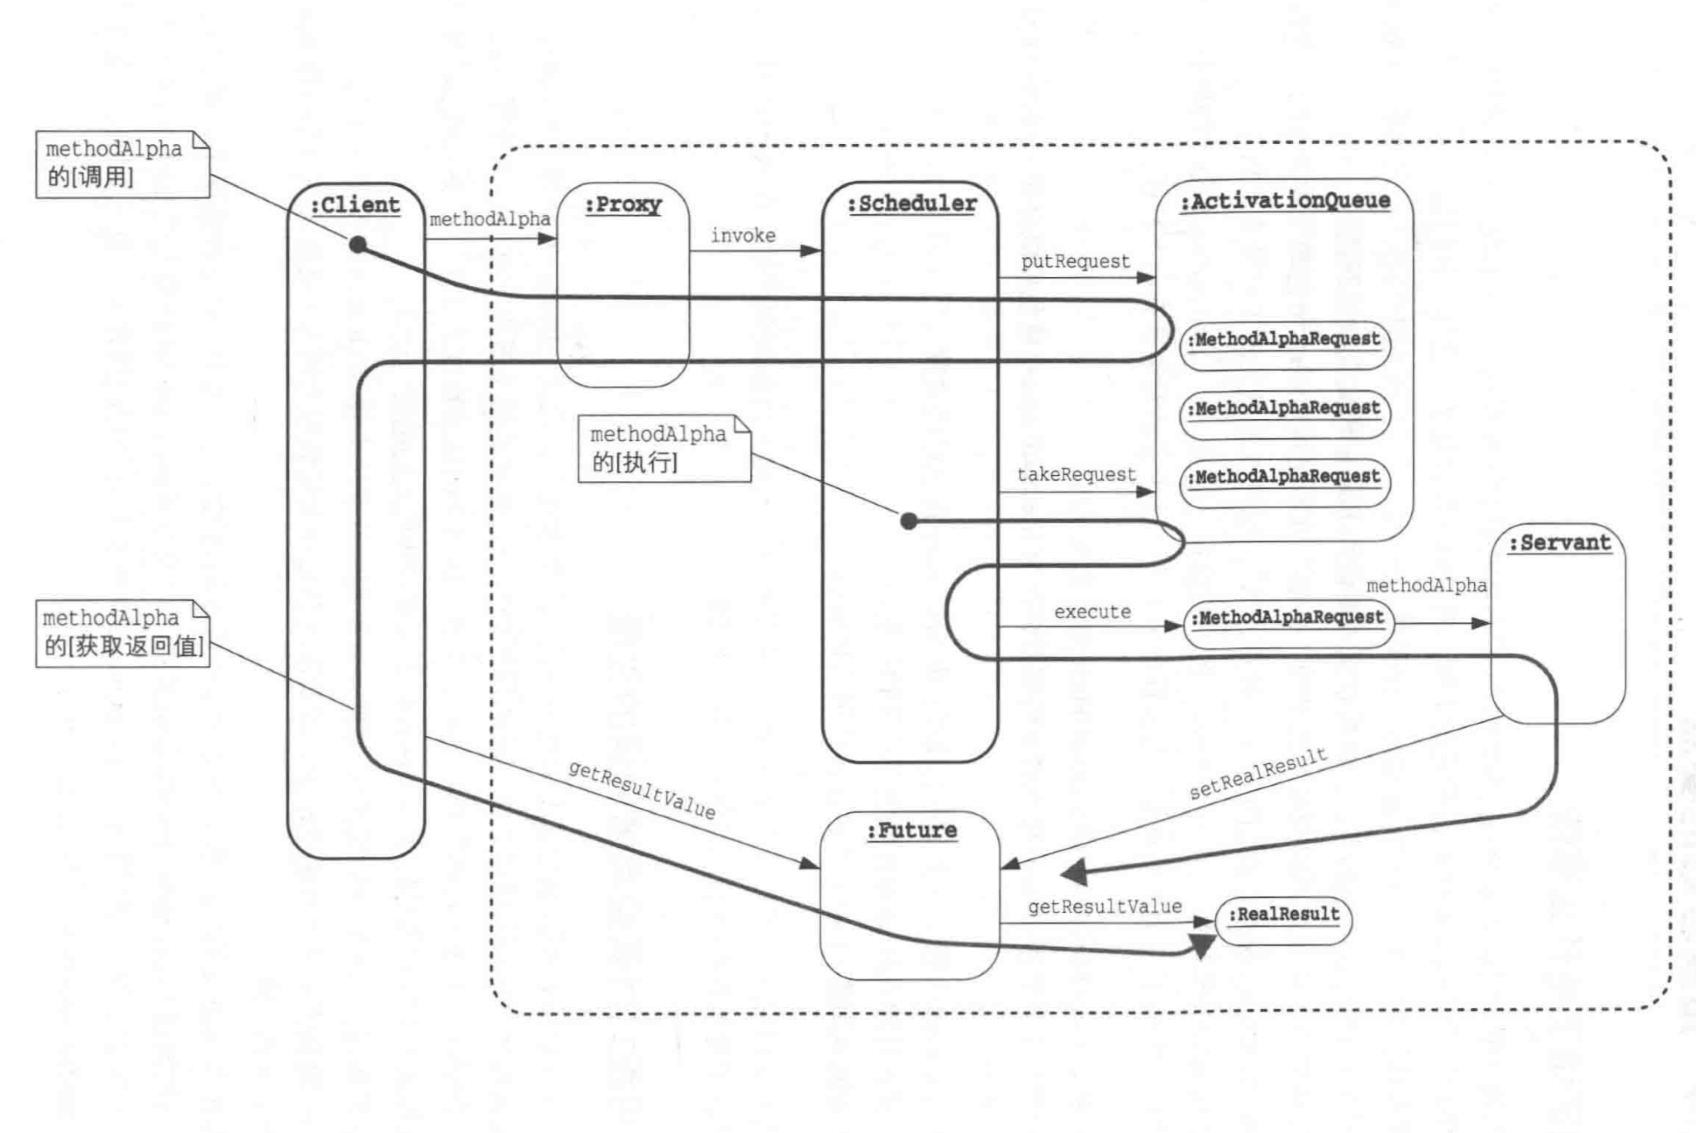 methodAlpha
的[调用]
:Client
methodAlpha
:Proxy
invoke
:Scheduler
putRequest
:ActivationQueue
:MethodAlphaRequest
:MethodAlphaRequest
:MethodAlphaRequest
methodAlpha
的[执行]
takeRequest
:Servant
methodAlpha
execute
:MethodAlphaRequest
methodAlpha
的[获取返回值]
getResultValue
setRealResult
:Future
getResultValue
:RealResult